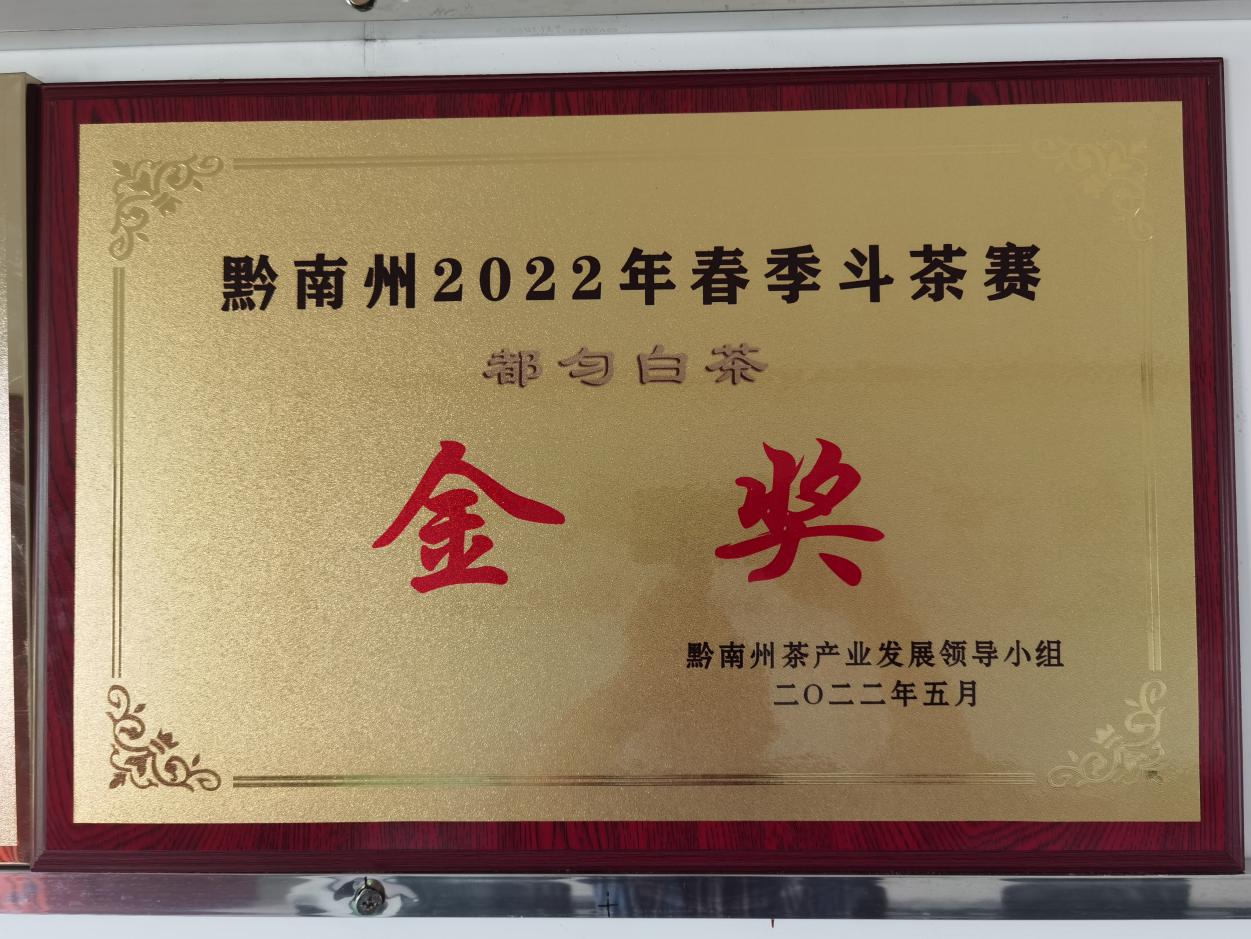 黔南州2022年春季斗茶赛
都匀白茶
金奖
黔南州茶产业发展领导小组
二〇二二年五月